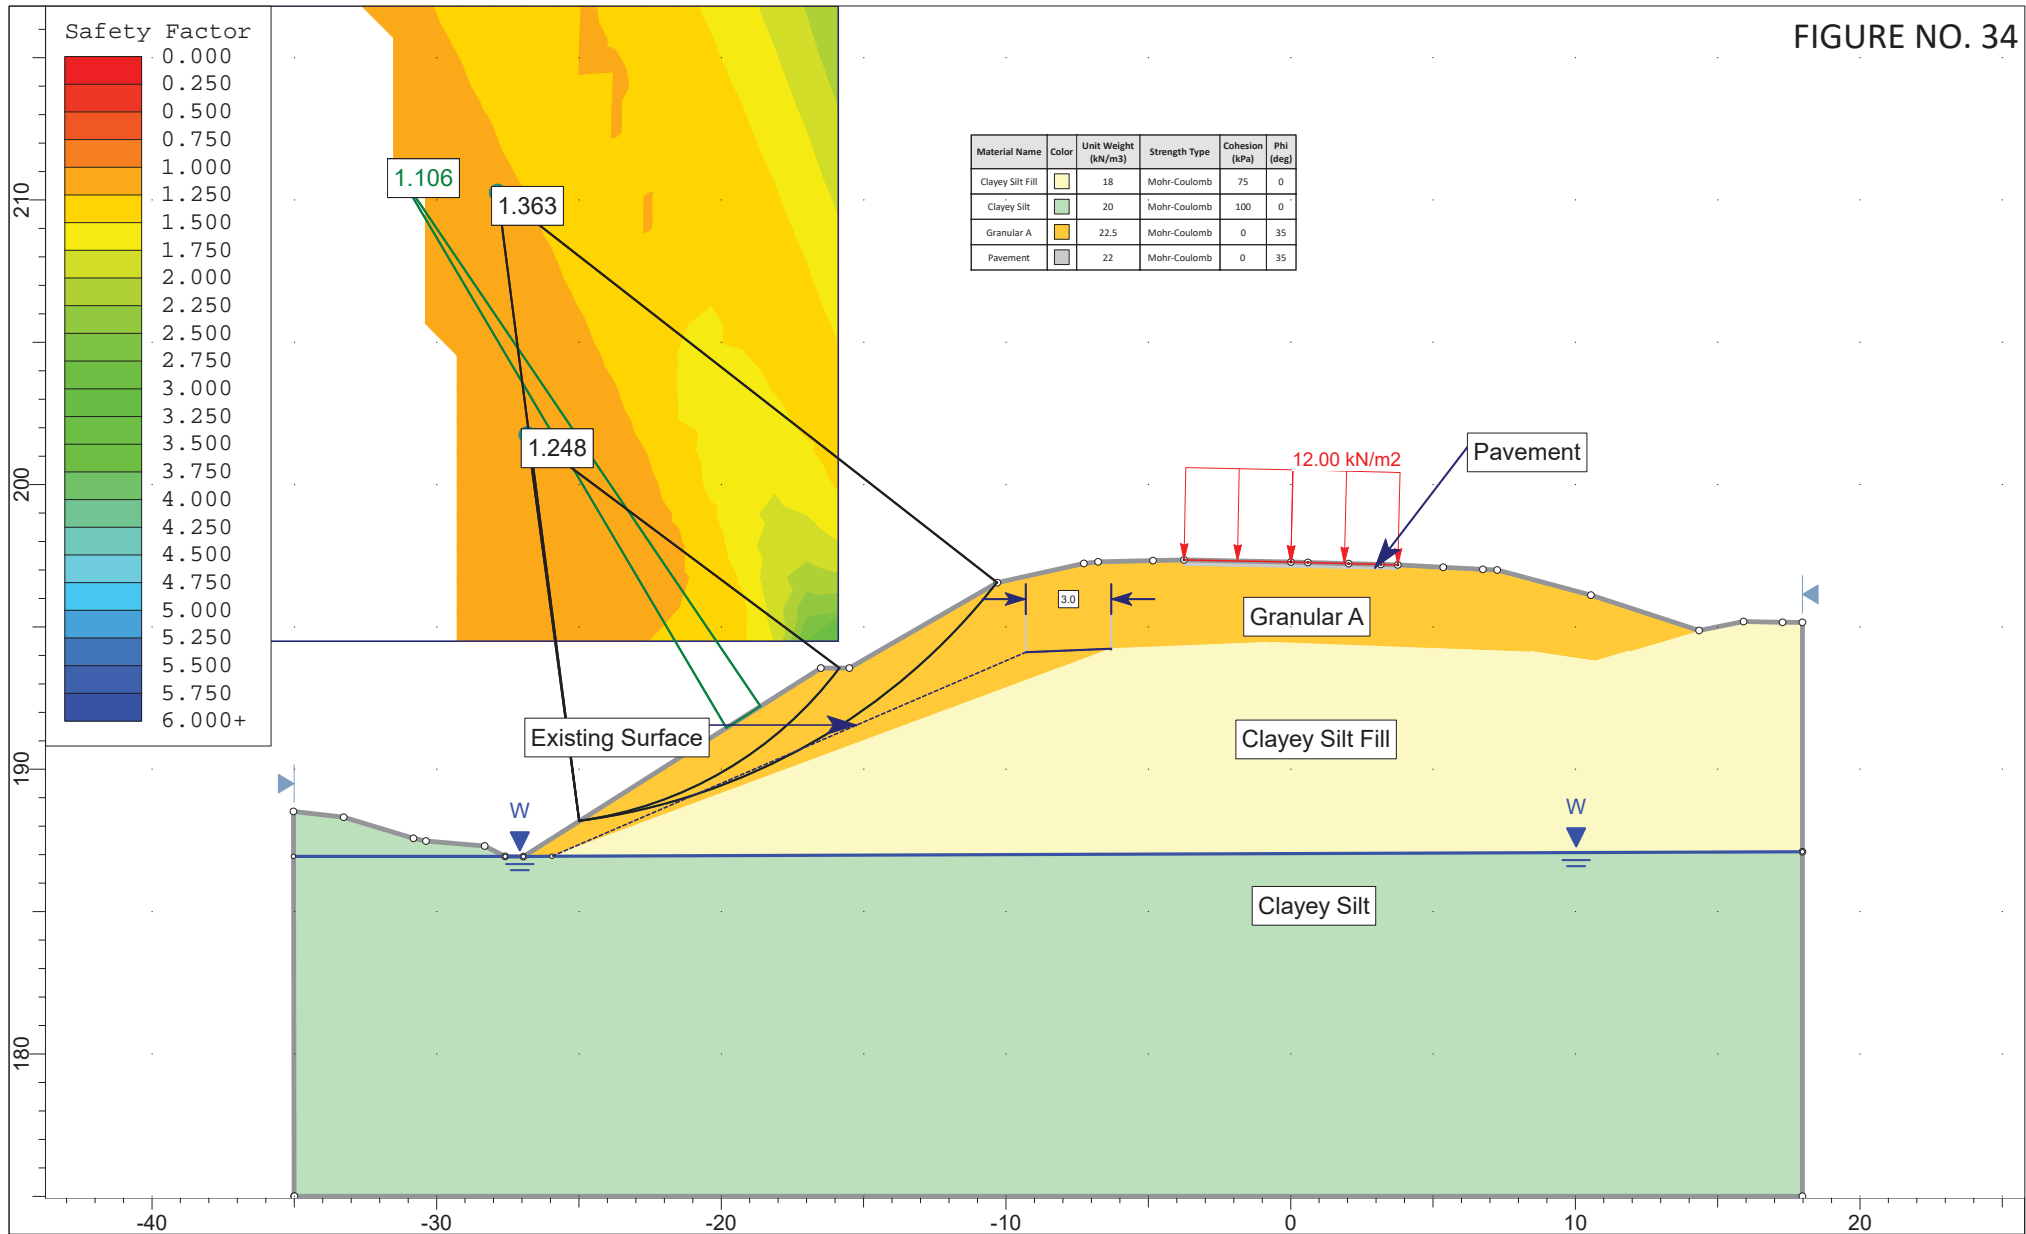 FIGURE NO. 34
Safety Factor
0.000
0.250
0.500
0.750
1.000
1.250
1.500
1.750
2.000
2.250
2.500
2.750
3.000
3.250
3.500
3.750
4.000
4.250
4.500
4.750
5.000
5.250
5.500
5.750
6.000+
1.106
1.363
1.248
Material Name Color Unit Weight (kN/m3) Strength Type Cohesion (kPa) Phi (deg)
Clayey Silt Fill 18 Mohr-Coulomb 75 0
Clayey Silt 20 Mohr-Coulomb 100 0
Granular A 22.5 Mohr-Coulomb 0 35
Pavement 22 Mohr-Coulomb 0 35
12.00 kN/m2
Pavement
3.0
Granular A
Existing Surface
Clayey Silt Fill
W
W
Clayey Silt
210
200
190
180
-40 -30 -20 -10 0 10 20